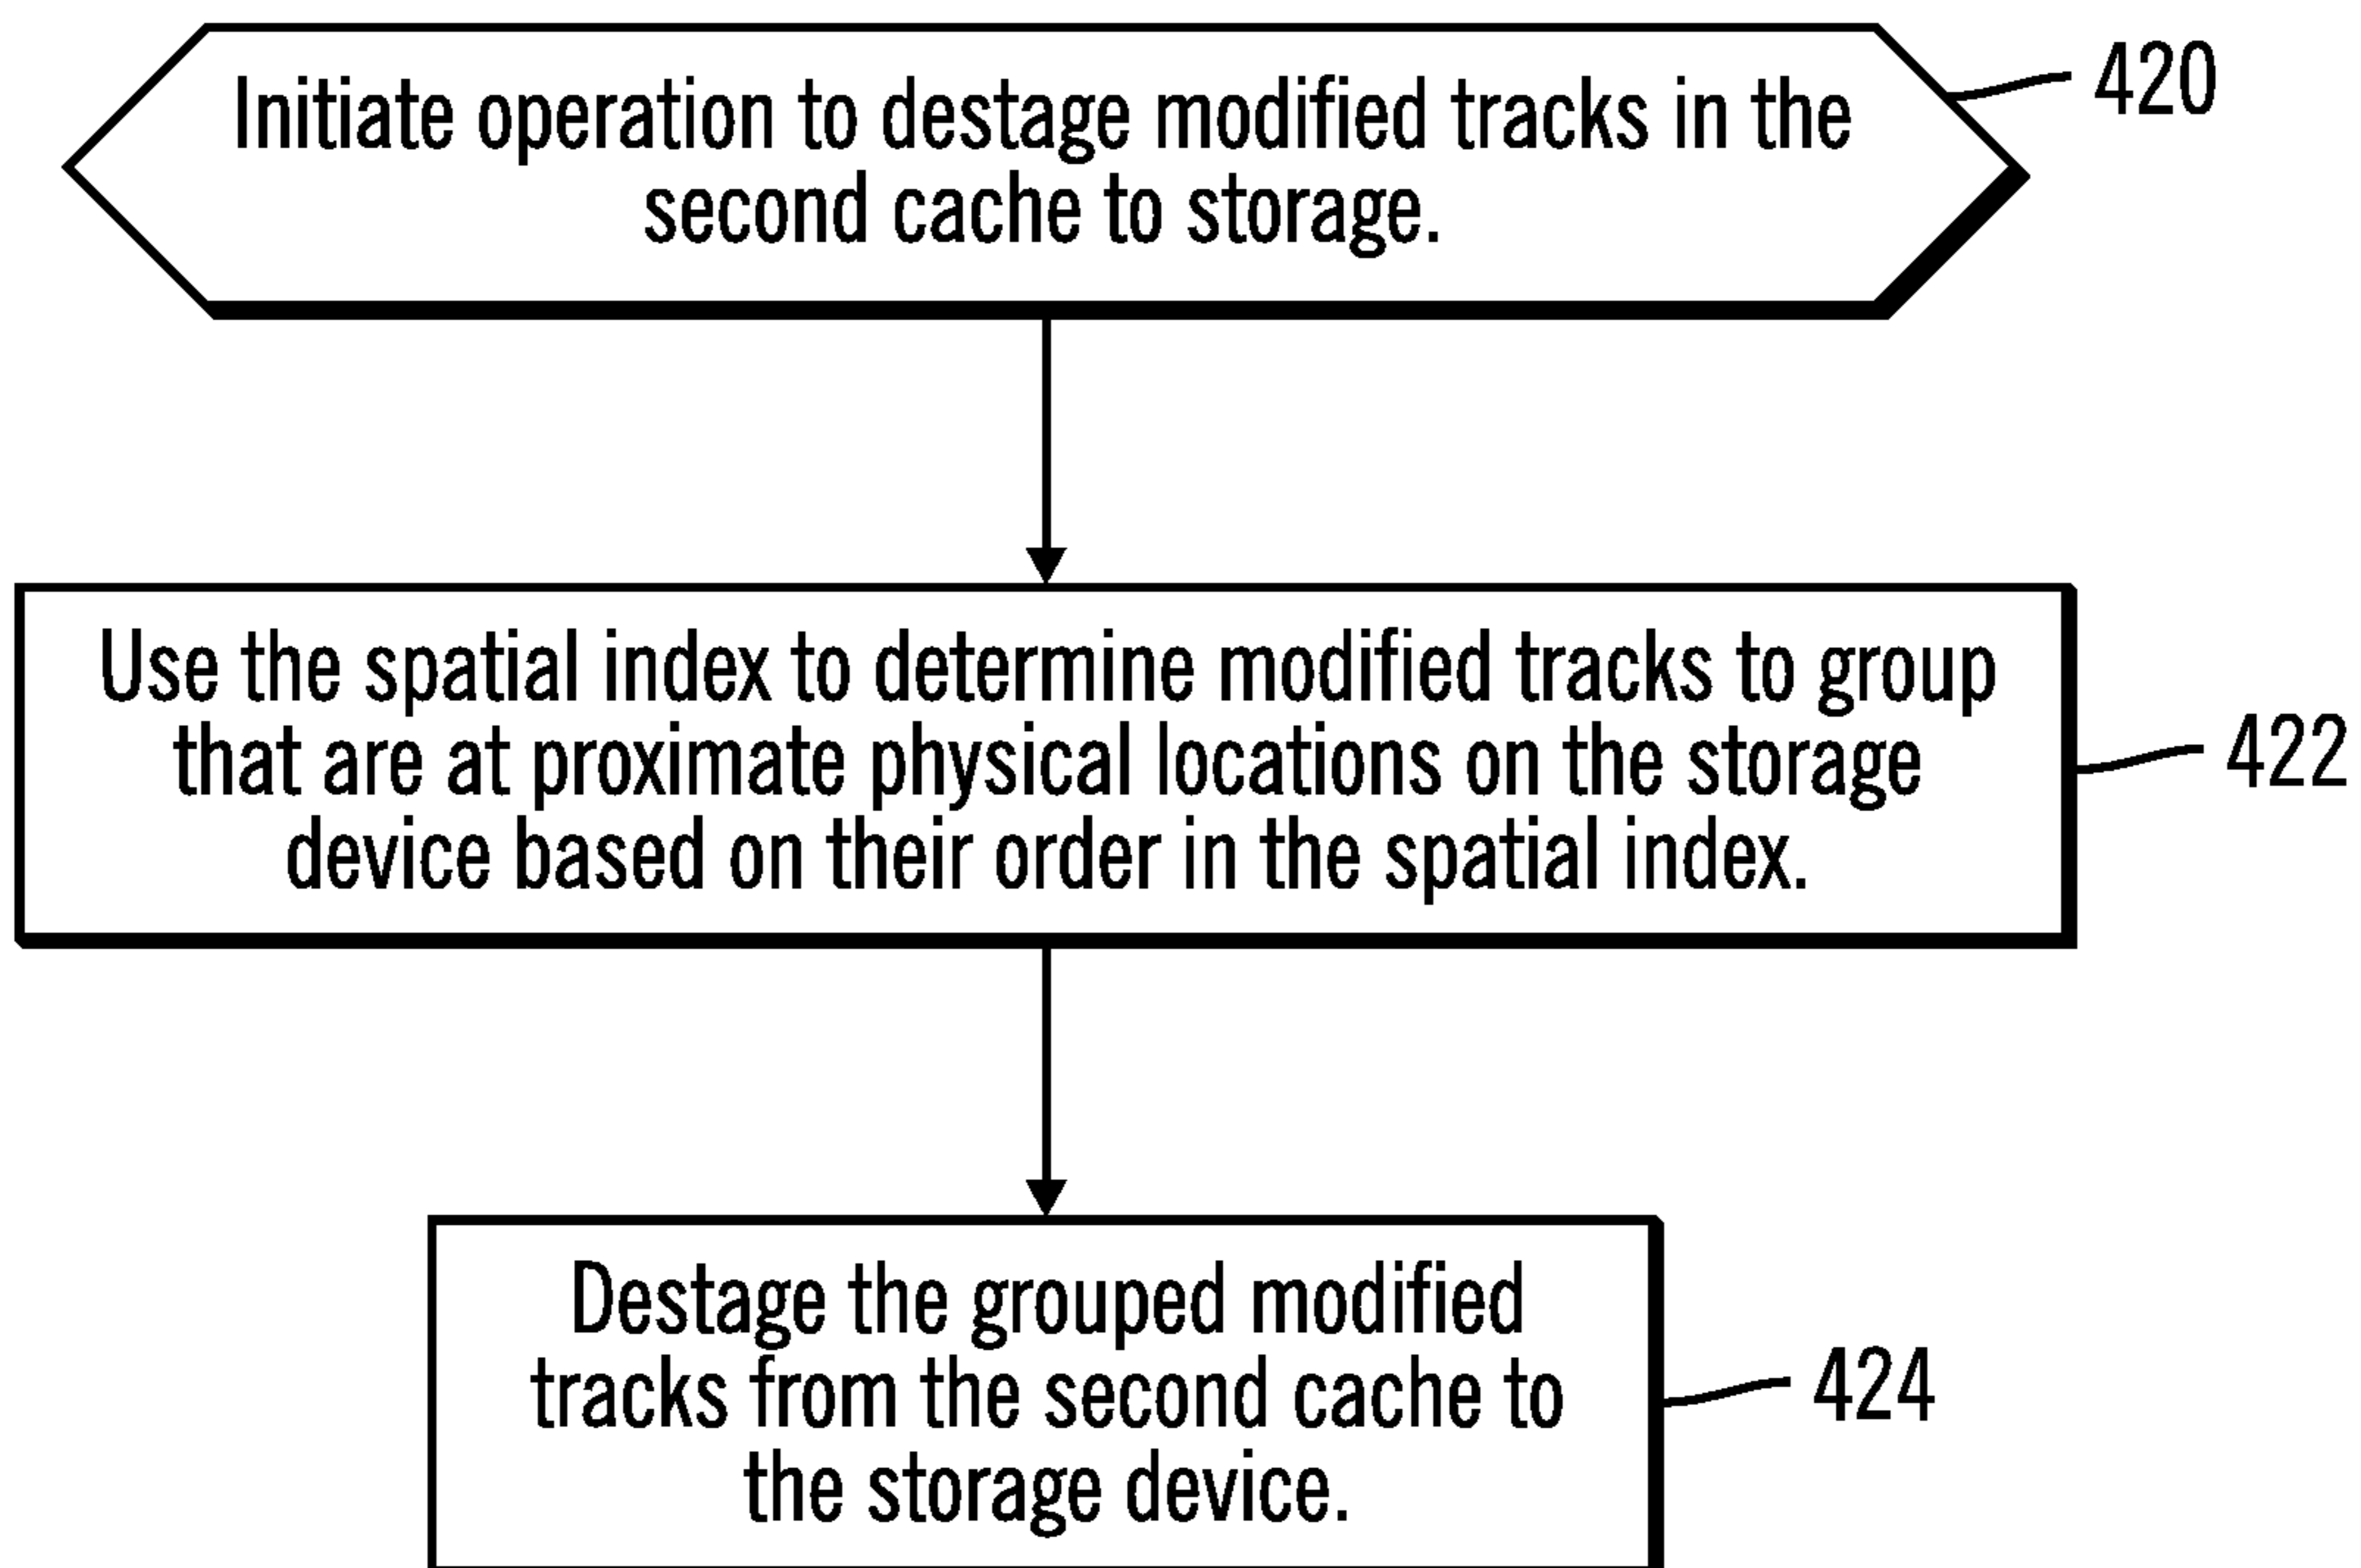 Initiate operation to destage modified tracks in the
second cache to storage.
420
Use the spatial index to determine modified tracks to group
that are at proximate physical locations on the storage
device based on their order in the spatial index.
422
Destage the grouped modified
tracks from the second cache to
the storage device.
424